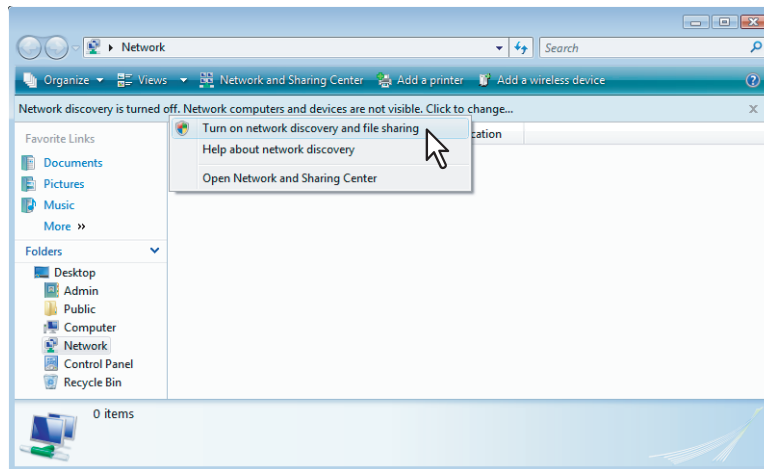 Network
Search
Organize Views Network and Sharing Center Add a printer Add a wireless device
Network discovery is turned off. Network computers and devices are not visible. Click to change...
Turn on network discovery and file sharing
Help about network discovery
Open Network and Sharing Center
Favorite Links
Documents
Pictures
Music
More »
Folders
Desktop
Admin
Public
Computer
Network
Control Panel
Recycle Bin
0 items